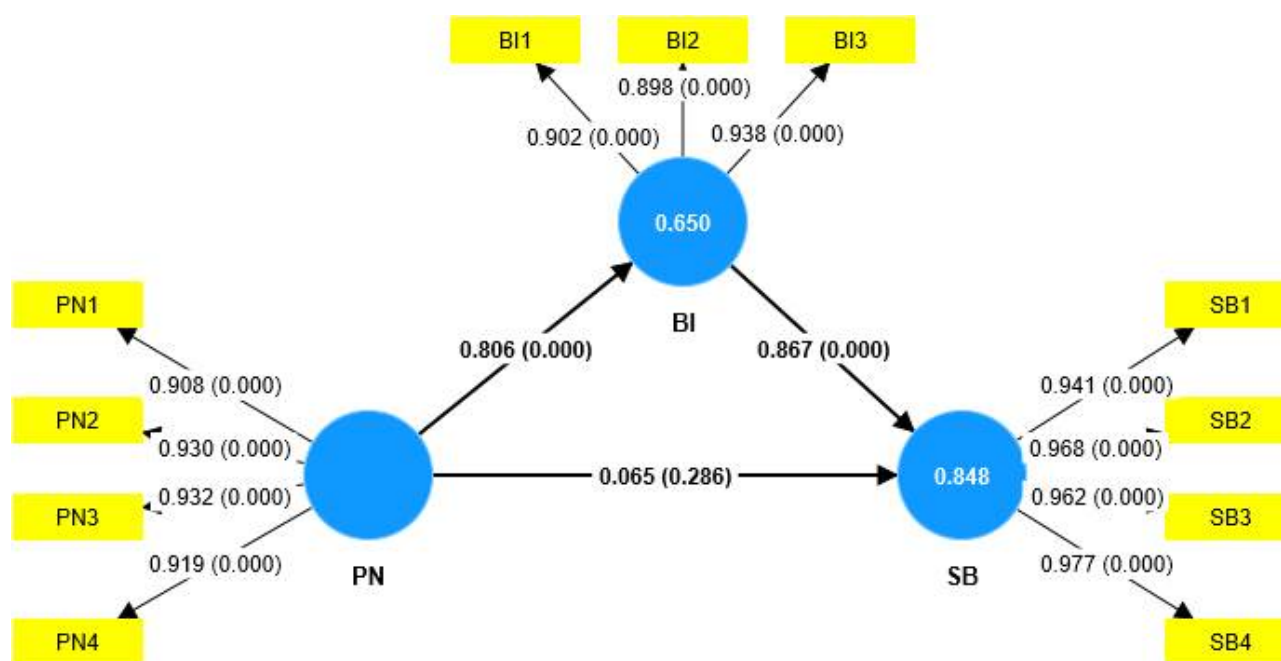 BI1
BI2
BI3
0.902 (0.000)
0.898 (0.000)
0.938 (0.000)
0.650
BI
PN1
PN2
PN3
PN4
0.908 (0.000)
0.930 (0.000)
0.932 (0.000)
0.919 (0.000)
PN
0.806 (0.000)
0.867 (0.000)
0.065 (0.286)
0.848
SB
0.941 (0.000)
0.968 (0.000)
0.962 (0.000)
0.977 (0.000)
SB1
SB2
SB3
SB4